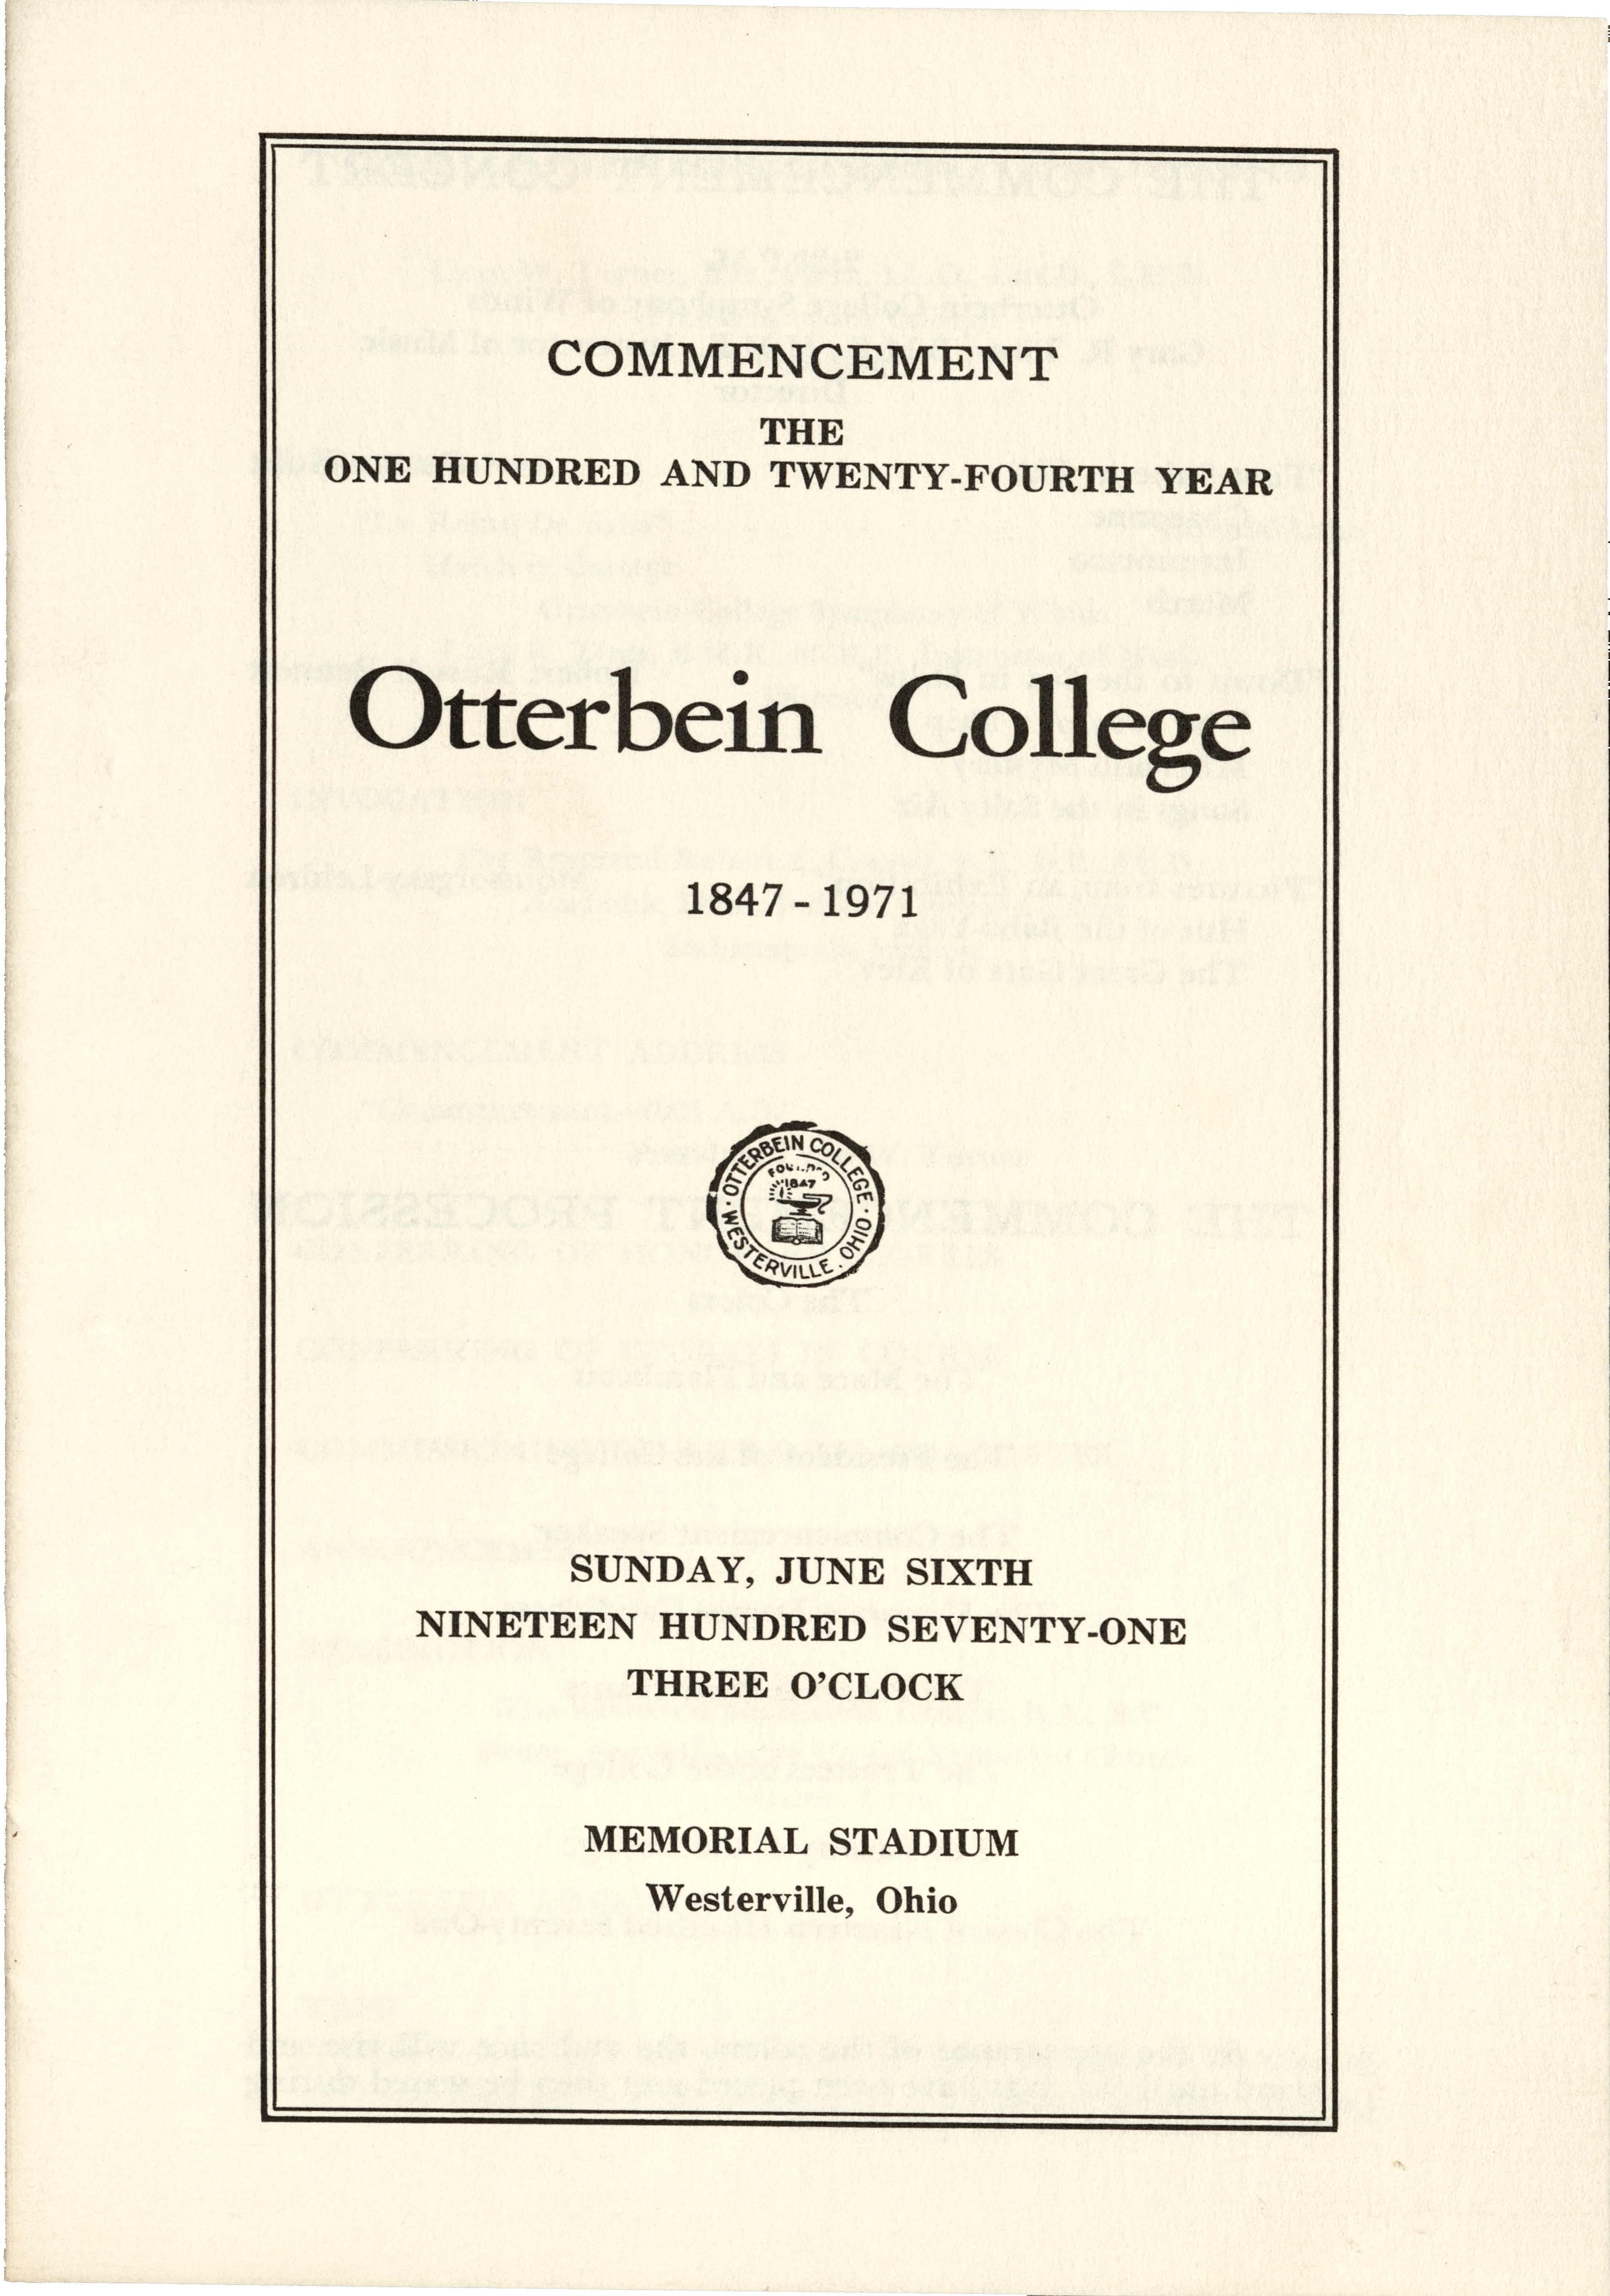 COMMENCEMENT
THE
ONE HUNDRED AND TWENTY-FOURTH YEAR
Otterbein College
1847 - 1971
OTTERBEIN COLLEGE
FOUNDED
1847
WESTERVILLE, OHIO
SUNDAY, JUNE SIXTH
NINETEEN HUNDRED SEVENTY-ONE
THREE O'CLOCK
MEMORIAL STADIUM
Westerville, Ohio